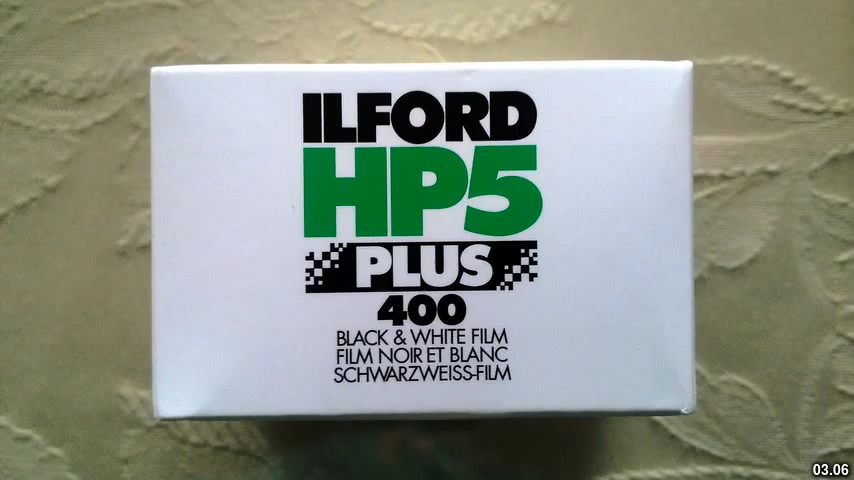 ILFORD
HP5
PLUS
400
BLACK & WHITE FILM
FILM NOIR ET BLANC
SCHWARZWEISS-FILM
03.06